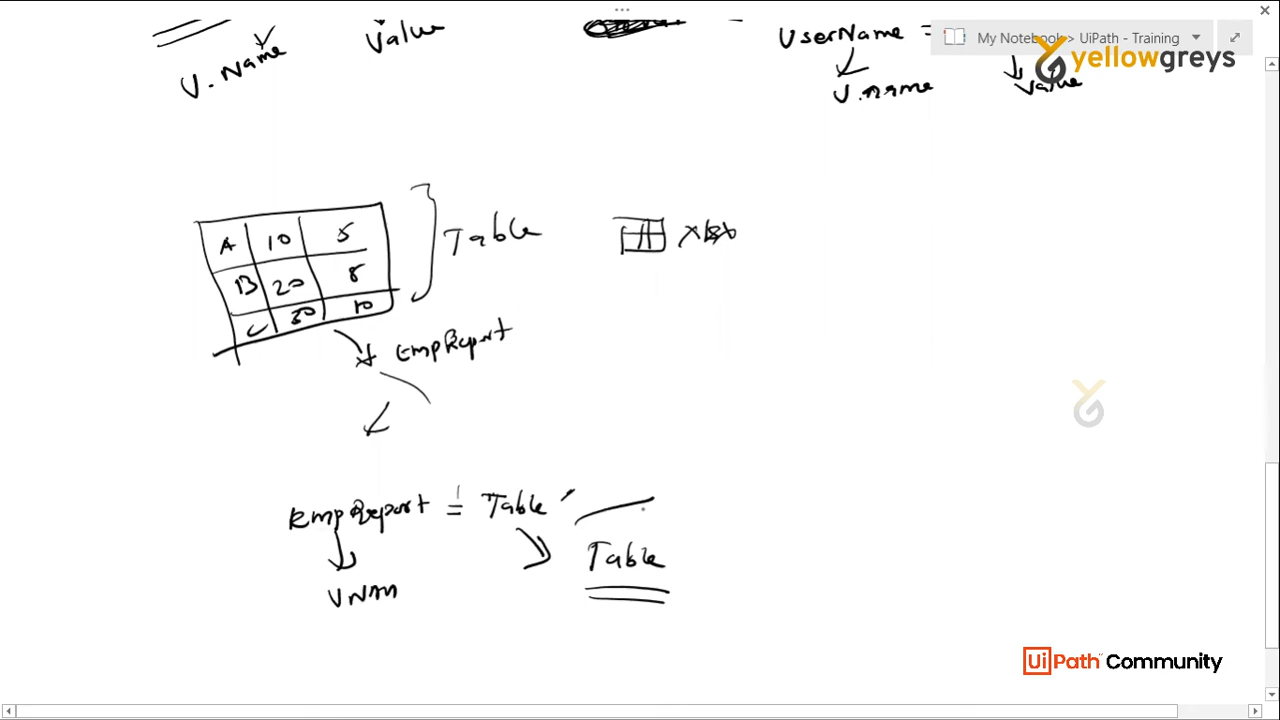 V.Name
Value
UserName =
V.name
Value
My Notebook > UiPath - Training
yellowgreys
A 10 5
B 20 8
C 30 10
Table
EmpReport
EmpReport = Table
Table
UiPath Community